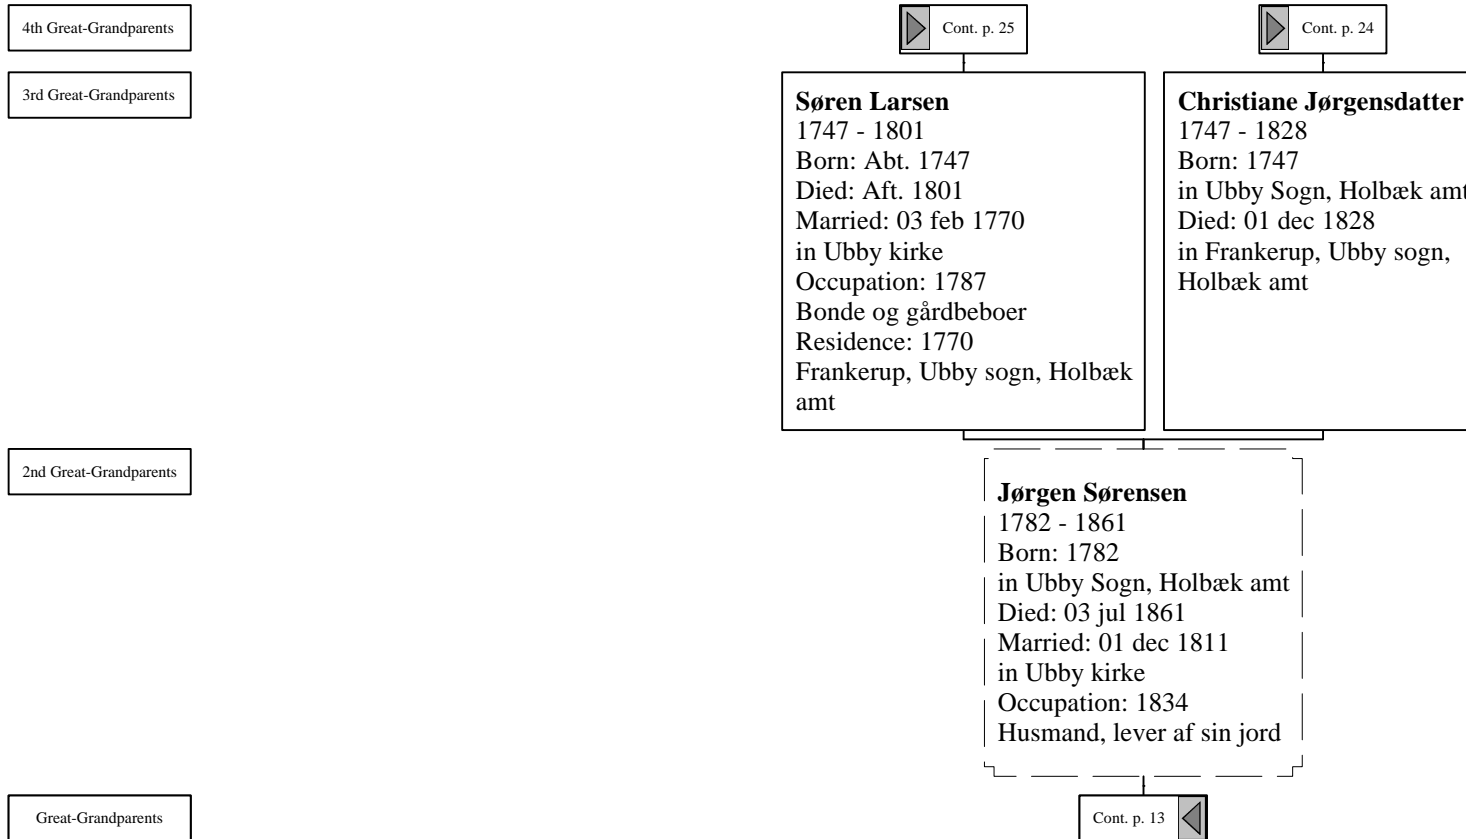 4th Great-Grandparents
Cont. p. 25
Cont. p. 24
3rd Great-Grandparents
Søren Larsen
1747 - 1801
Born: Abt. 1747
Died: Aft. 1801
Married: 03 feb 1770
in Ubby kirke
Occupation: 1787
Bonde og gårdbeboer
Residence: 1770
Frankerup, Ubby sogn, Holbæk
amt
Christiane Jørgensdatter
1747 - 1828
Born: 1747
in Ubby Sogn, Holbæk amt
Died: 01 dec 1828
in Frankerup, Ubby sogn,
Holbæk amt
2nd Great-Grandparents
Jørgen Sørensen
1782 - 1861
Born: 1782
in Ubby Sogn, Holbæk amt
Died: 03 jul 1861
Married: 01 dec 1811
in Ubby kirke
Occupation: 1834
Husmand, lever af sin jord
Great-Grandparents
Cont. p. 13